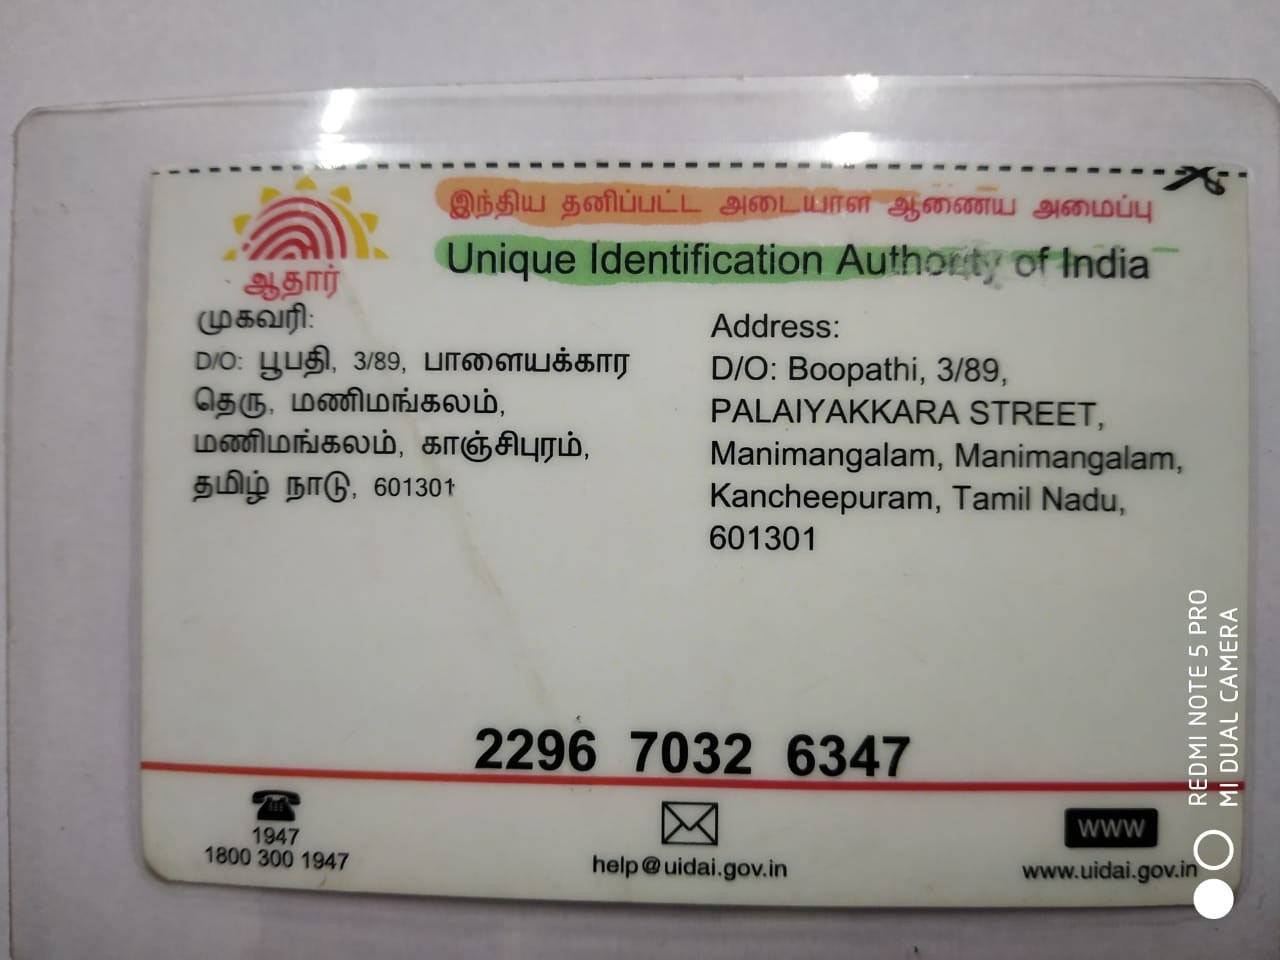 இந்திய தனிப்பட்ட அடையாள ஆணைய அமைப்பு
Unique Identification Authority of India
ஆதார்
முகவரி:
D/O: பூபதி, 3/89, பாளையக்கார
தெரு, மணிமங்கலம்,
மணிமங்கலம், காஞ்சிபுரம்,
தமிழ் நாடு, 601301
Address:
D/O: Boopathi, 3/89,
PALAIYAKKARA STREET,
Manimangalam, Manimangalam,
Kancheepuram, Tamil Nadu,
601301
2296 7032 6347
1947
1800 300 1947
help@uidai.gov.in
WWW
www.uidai.gov.in
REDMI NOTE 5 PRO
MI DUAL CAMERA